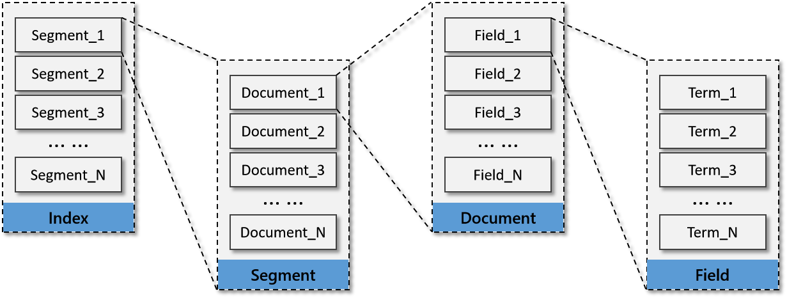 Segment_1
Segment_2
Segment_3
... ...
Segment_N
Index
Document_1
Document_2
Document_3
... ...
Document_N
Segment
Field_1
Field_2
Field_3
... ...
Field_N
Document
Term_1
Term_2
Term_3
... ...
Term_N
Field